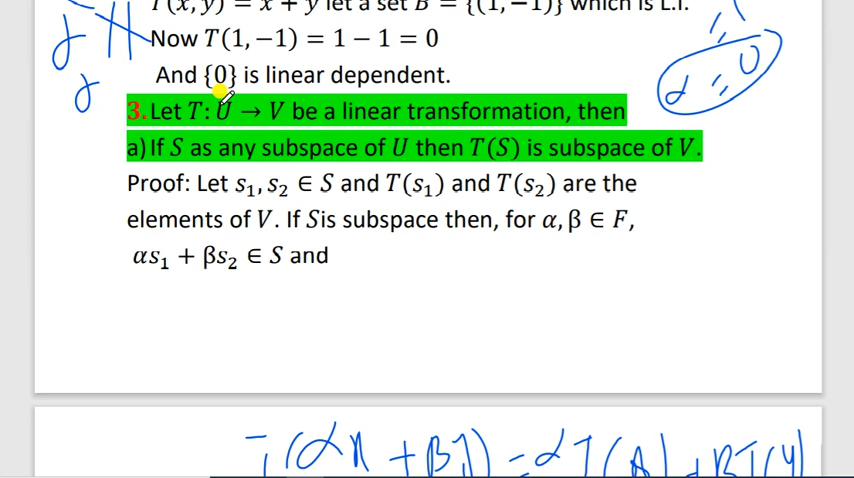 T(x, y) = x + y let a set B = {(1, −1)} which is L.I.
Now T(1, −1) = 1 − 1 = 0
And {0} is linear dependent.
α = 0
3. Let T: U → V be a linear transformation, then
a) If S as any subspace of U then T(S) is subspace of V.
Proof: Let s₁, s₂ ∈ S and T(s₁) and T(s₂) are the
elements of V. If Sis subspace then, for α, β ∈ F,
αs₁ + βs₂ ∈ S and